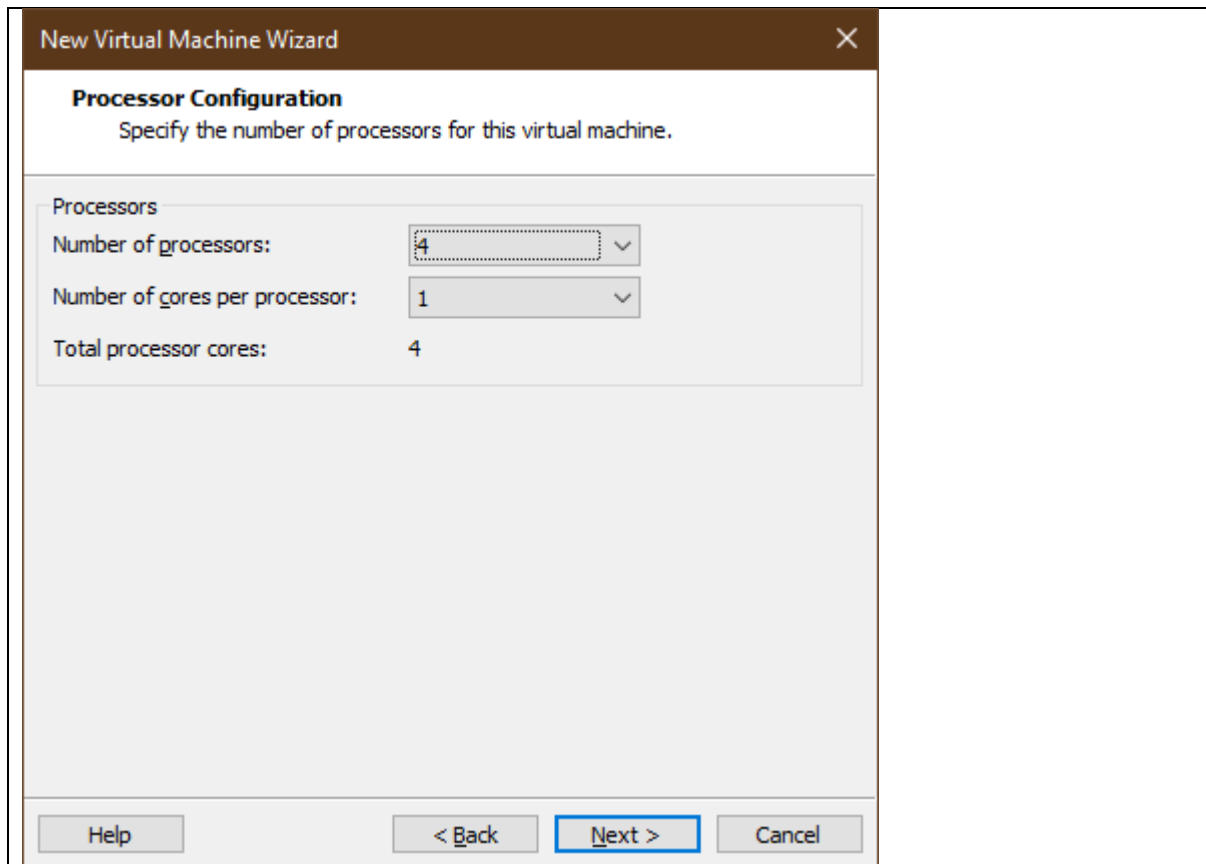 New Virtual Machine Wizard
Processor Configuration
Specify the number of processors for this virtual machine.
Processors
Number of processors: 4
Number of cores per processor: 1
Total processor cores: 4
Help < Back Next > Cancel